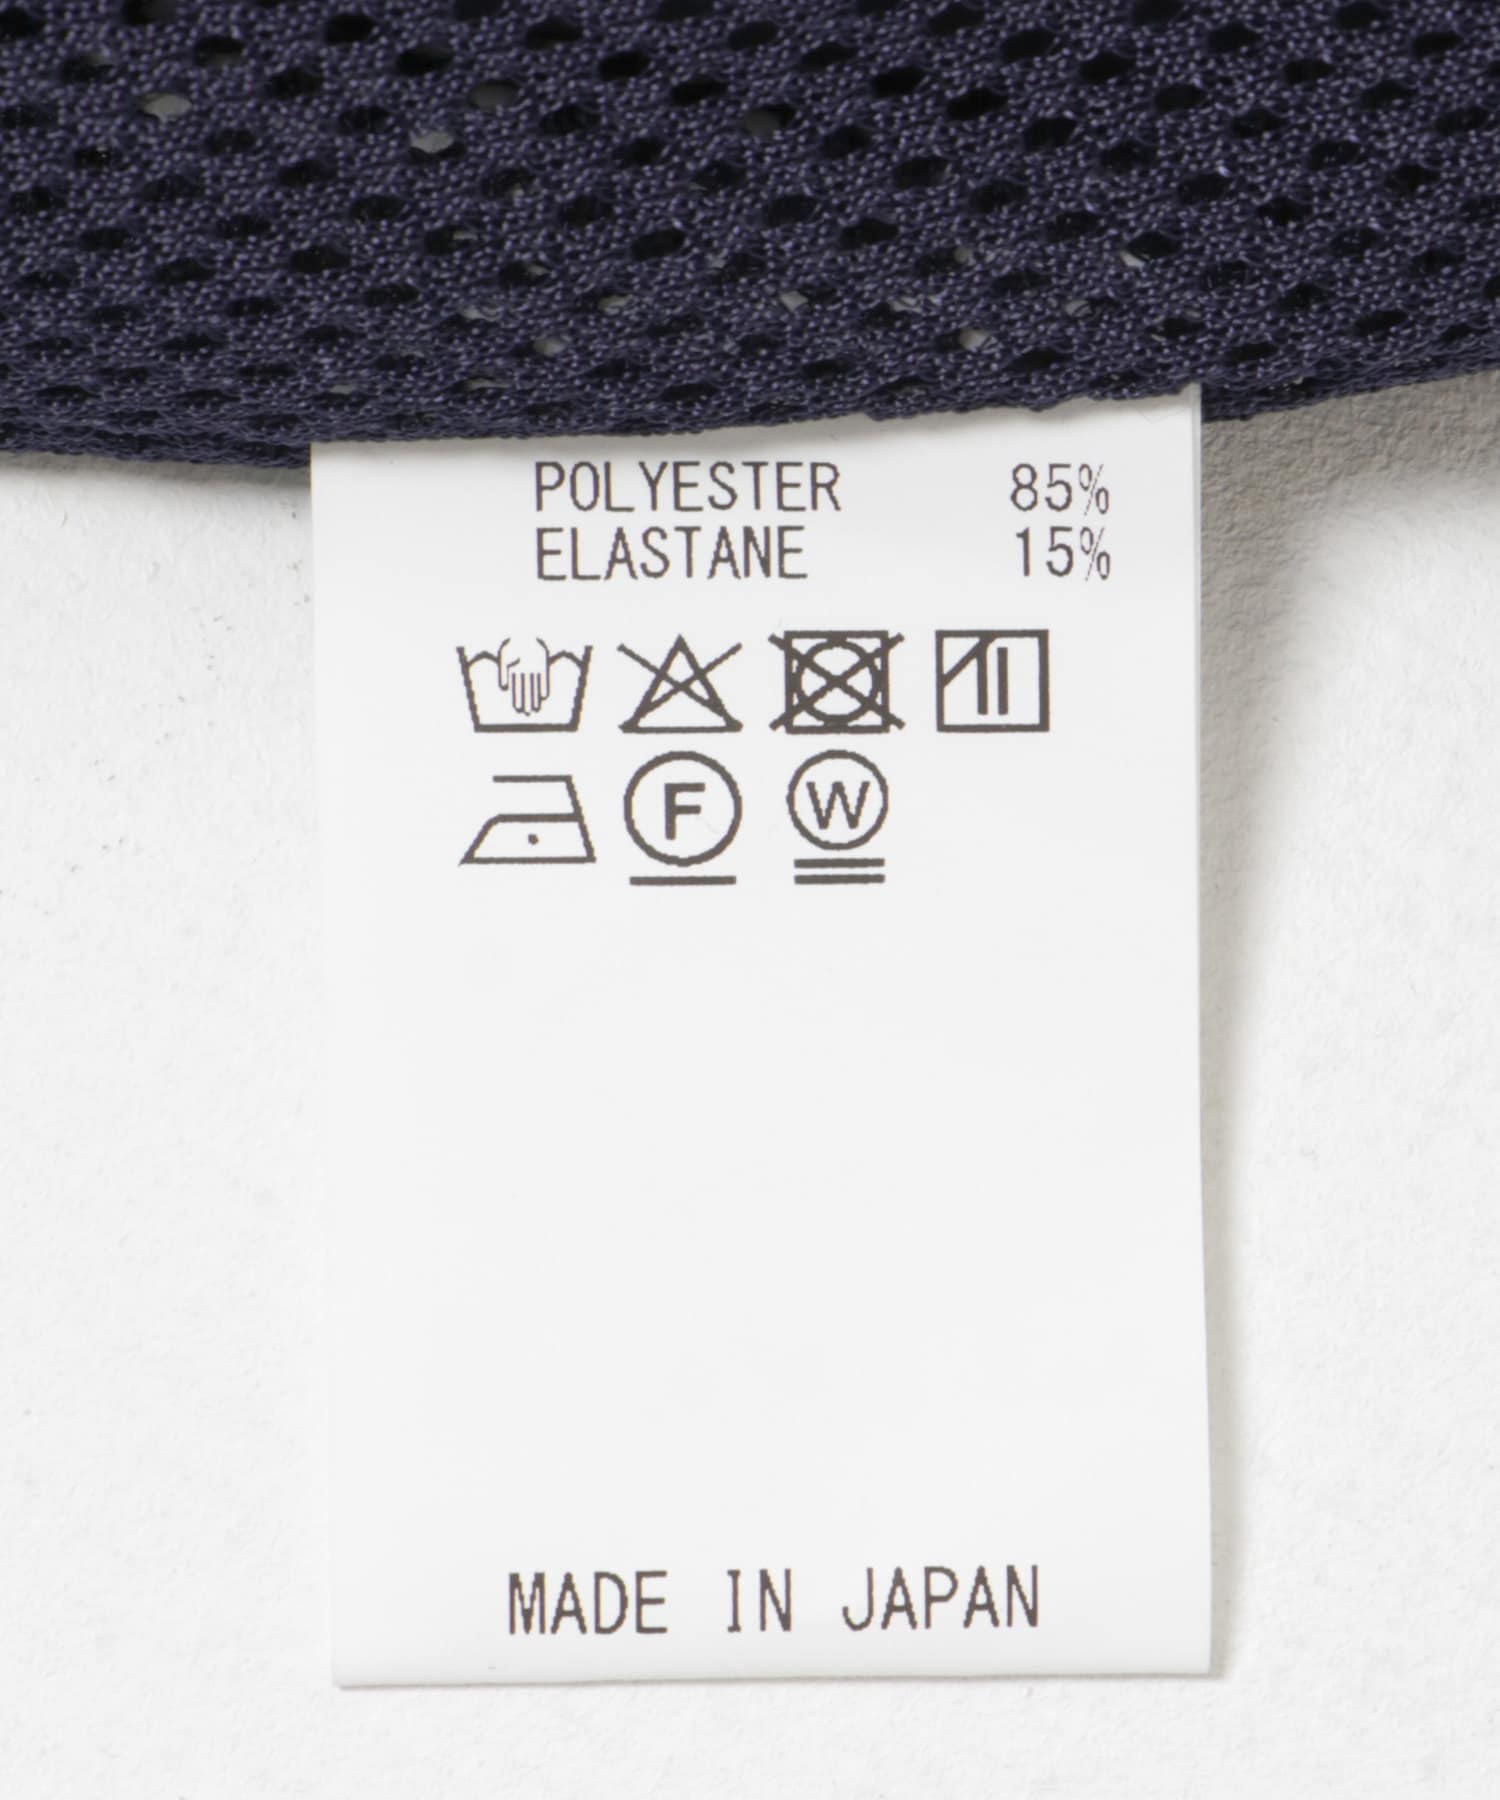 POLYESTER 85%
ELASTANE 15%
F W
MADE IN JAPAN